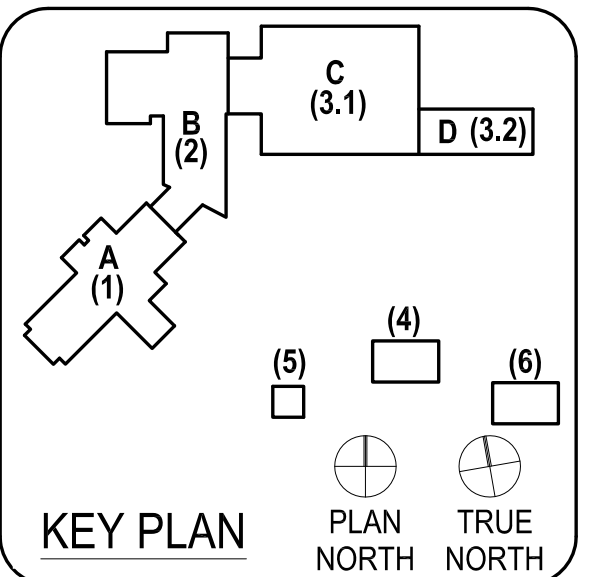 C
(3.1)
B
(2)
D (3.2)
A
(1)
(4)
(5)
(6)
KEY PLAN
PLAN
NORTH
TRUE
NORTH